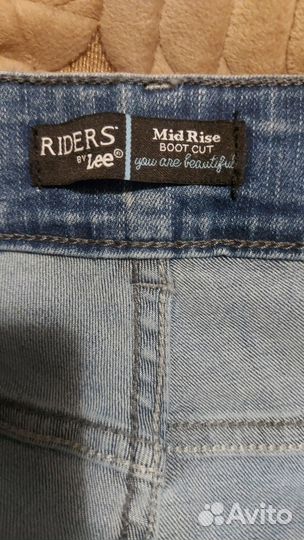 RIDERS®
BY Lee®
Mid Rise
BOOT CUT
you are beautiful
Avito